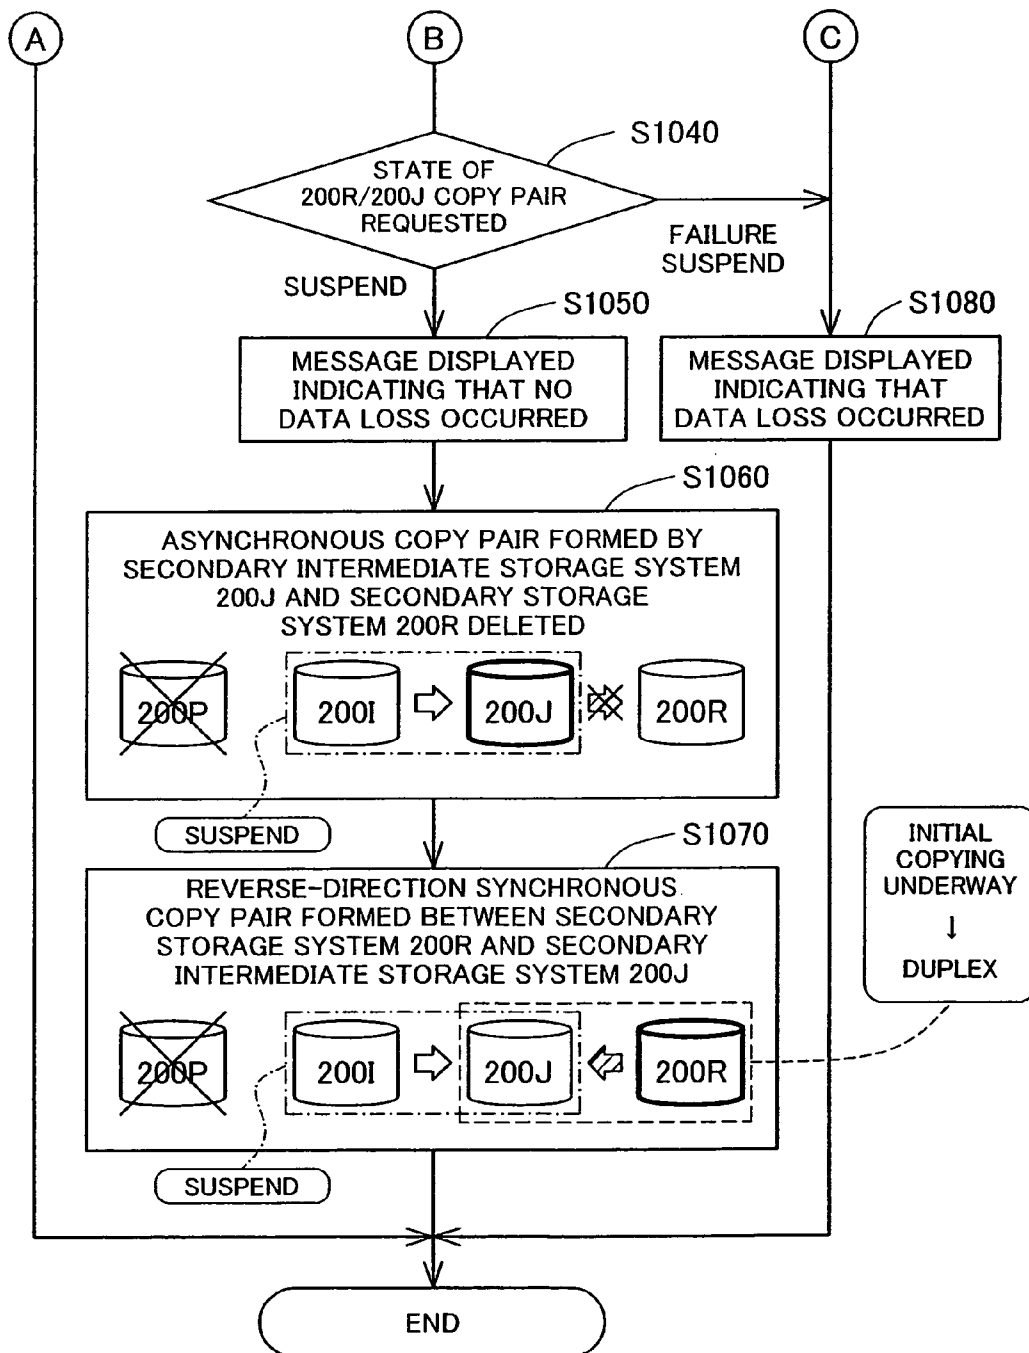 A
B
C
S1040
STATE OF
200R/200J COPY PAIR
REQUESTED
FAILURE
SUSPEND
SUSPEND
S1050
S1080
MESSAGE DISPLAYED
INDICATING THAT NO
DATA LOSS OCCURRED
MESSAGE DISPLAYED
INDICATING THAT
DATA LOSS OCCURRED
S1060
ASYNCHRONOUS COPY PAIR FORMED BY
SECONDARY INTERMEDIATE STORAGE SYSTEM
200J AND SECONDARY STORAGE
SYSTEM 200R DELETED
200P
200I
200J
200R
SUSPEND
S1070
INITIAL
COPYING
UNDERWAY
↓
DUPLEX
REVERSE-DIRECTION SYNCHRONOUS
COPY PAIR FORMED BETWEEN SECONDARY
STORAGE SYSTEM 200R AND SECONDARY
INTERMEDIATE STORAGE SYSTEM 200J
200P
200I
200J
200R
SUSPEND
END